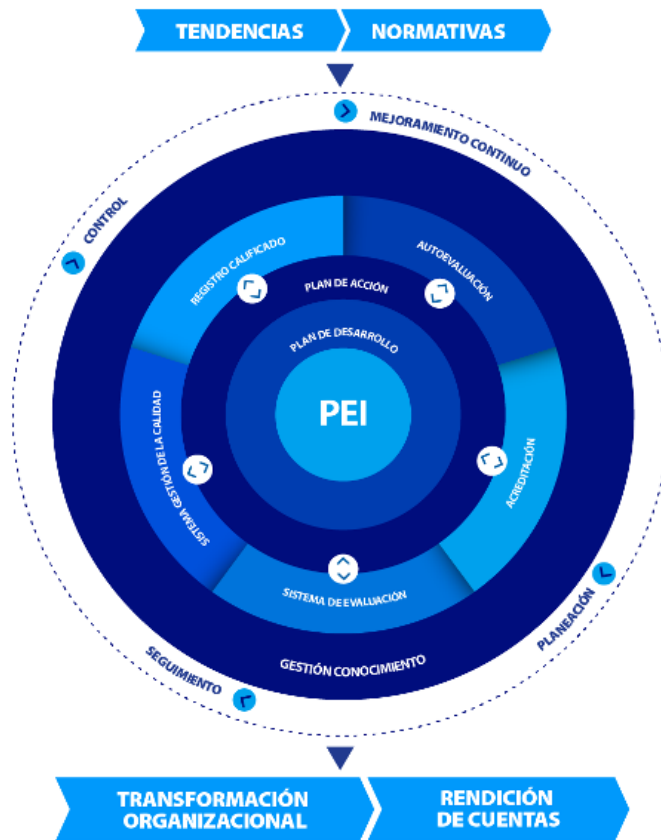 TENDENCIAS
NORMATIVAS
MEJORAMIENTO CONTINUO
CONTROL
REGISTRO CALIFICADO
AUTOEVALUACIÓN
PLAN DE ACCIÓN
PLAN DE DESARROLLO
PEI
SISTEMA GESTIÓN DE LA CALIDAD
ACREDITACIÓN
SISTEMA DE EVALUACIÓN
PLANEACIÓN
SEGUIMIENTO
GESTIÓN CONOCIMIENTO
TRANSFORMACIÓN
ORGANIZACIONAL
RENDICIÓN
DE CUENTAS